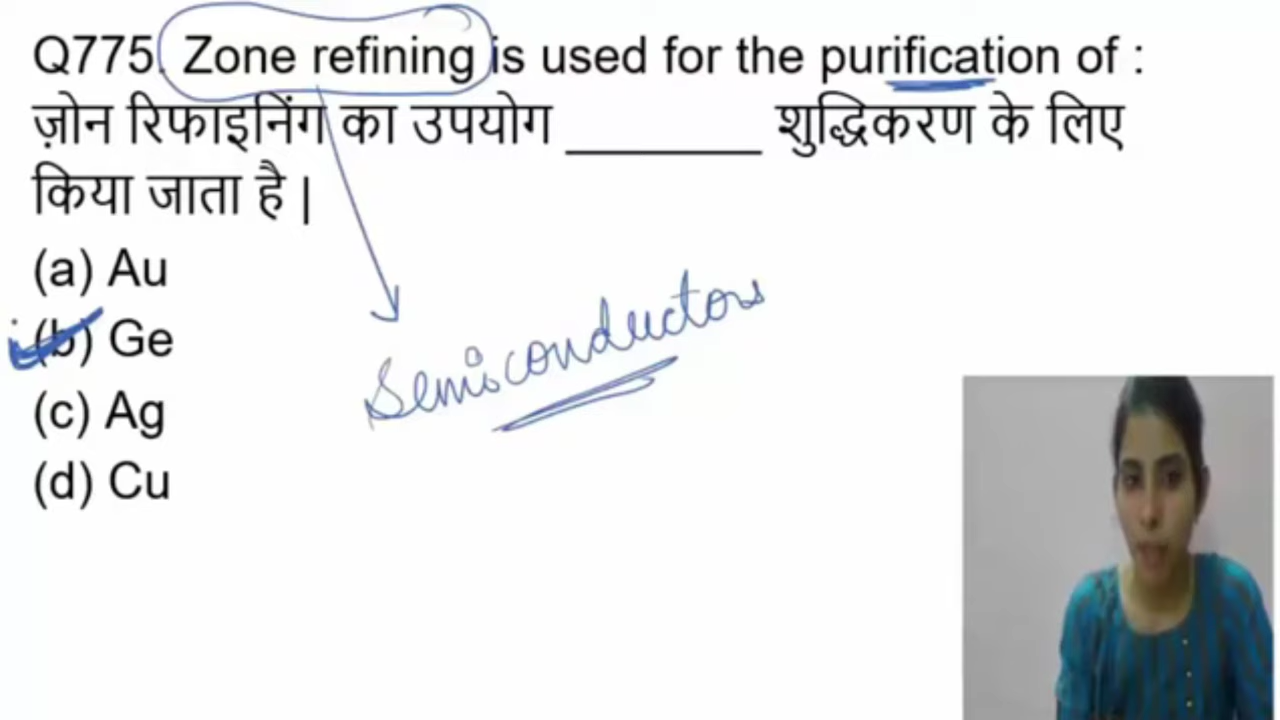 Q775. Zone refining is used for the purification of :
ज़ोन रिफाइनिंग का उपयोग ________ शुद्धिकरण के लिए
किया जाता है |
(a) Au
(b) Ge
Semiconductors
(c) Ag
(d) Cu